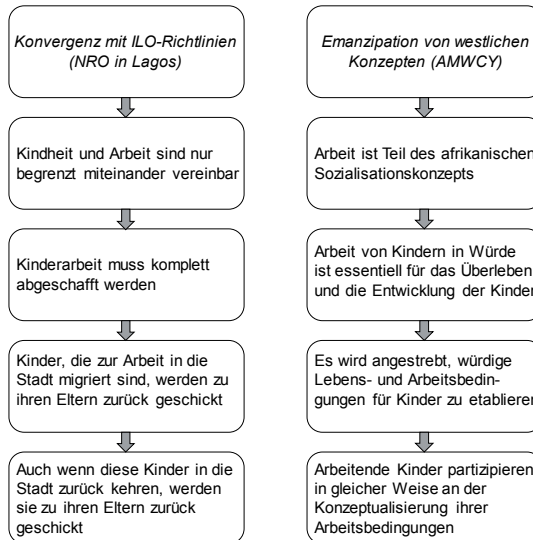 Konvergenz mit ILO-Richtlinien
(NRO in Lagos)
Kindheit und Arbeit sind nur
begrenzt miteinander vereinbar
Kinderarbeit muss komplett
abgeschafft werden
Kinder, die zur Arbeit in die
Stadt migriert sind, werden zu
ihren Eltern zurück geschickt
Auch wenn diese Kinder in die
Stadt zurück kehren, werden
sie zu ihren Eltern zurück
geschickt
Emanzipation von westlichen
Konzepten (AMWCY)
Arbeit ist Teil des afrikanischen
Sozialisationskonzepts
Arbeit von Kindern in Würde
ist essentiell für das Überleben
und die Entwicklung der Kinder
Es wird angestrebt, würdige
Lebens- und Arbeitsbedin-
gungen für Kinder zu etablieren
Arbeitende Kinder partizipieren
in gleicher Weise an der
Konzeptualisierung ihrer
Arbeitsbedingungen